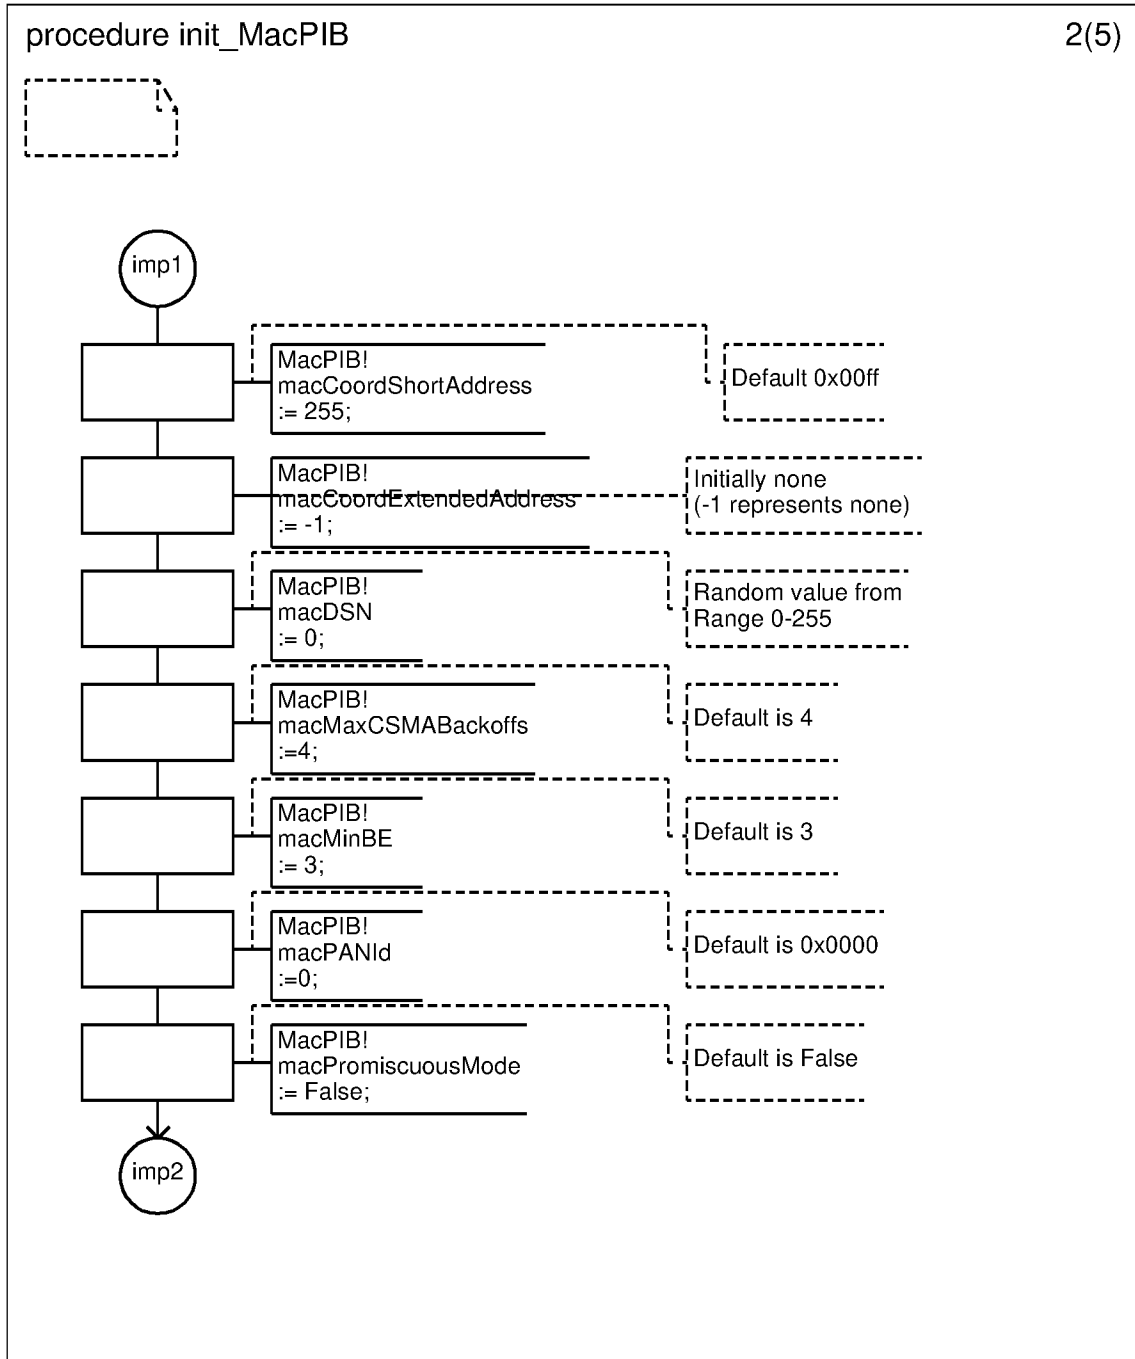 procedure init_MacPIB
2(5)
imp1
MacPIB!
macCoordShortAddress
:= 255;
Default 0x00ff
MacPIB!
macCoordExtendedAddress
:= -1;
Initially none
(-1 represents none)
MacPIB!
macDSN
:= 0;
Random value from
Range 0-255
MacPIB!
macMaxCSMABackoffs
:=4;
Default is 4
MacPIB!
macMinBE
:= 3;
Default is 3
MacPIB!
macPANId
:=0;
Default is 0x0000
MacPIB!
macPromiscuousMode
:= False;
Default is False
imp2